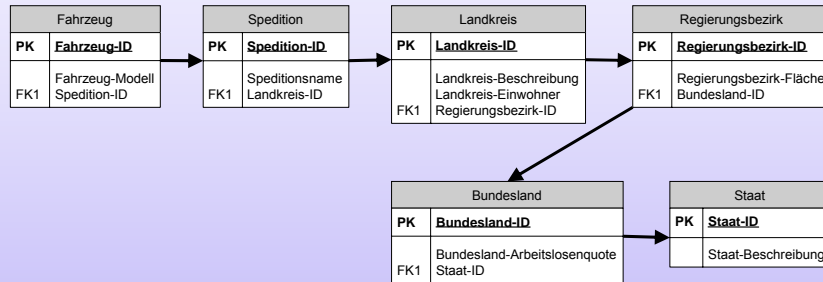 Fahrzeug
PK Fahrzeug-ID
Fahrzeug-Modell
FK1 Spedition-ID
Spedition
PK Spedition-ID
Speditionsname
FK1 Landkreis-ID
Landkreis
PK Landkreis-ID
Landkreis-Beschreibung
Landkreis-Einwohner
FK1 Regierungsbezirk-ID
Regierungsbezirk
PK Regierungsbezirk-ID
Regierungsbezirk-Fläche
FK1 Bundesland-ID
Bundesland
PK Bundesland-ID
Bundesland-Arbeitslosenquote
FK1 Staat-ID
Staat
PK Staat-ID
Staat-Beschreibung